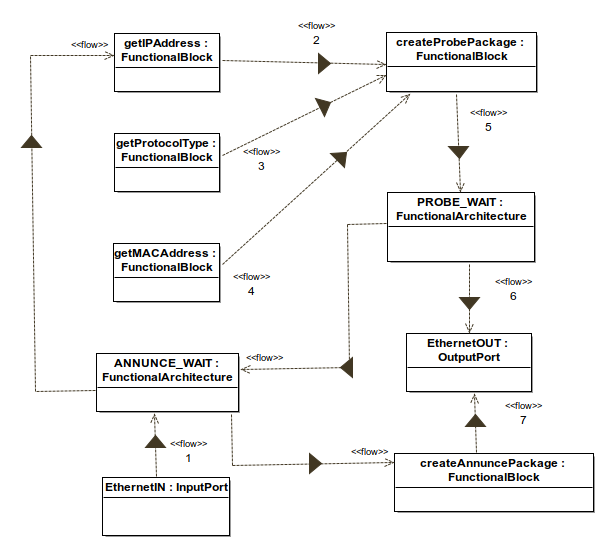 <<flow>>
getIPAddress :
FunctionalBlock
<<flow>>
2
createProbePackage :
FunctionalBlock
<<flow>>
5
getProtocolType :
FunctionalBlock
<<flow>>
3
PROBE_WAIT :
FunctionalArchitecture
getMACAddress :
FunctionalBlock
<<flow>>
4
<<flow>>
6
EthernetOUT :
OutputPort
ANNUNCE_WAIT :
FunctionalArchitecture
<<flow>>
<<flow>>
7
<<flow>>
1
<<flow>>
createAnnuncePackage :
FunctionalBlock
EthernetIN : InputPort